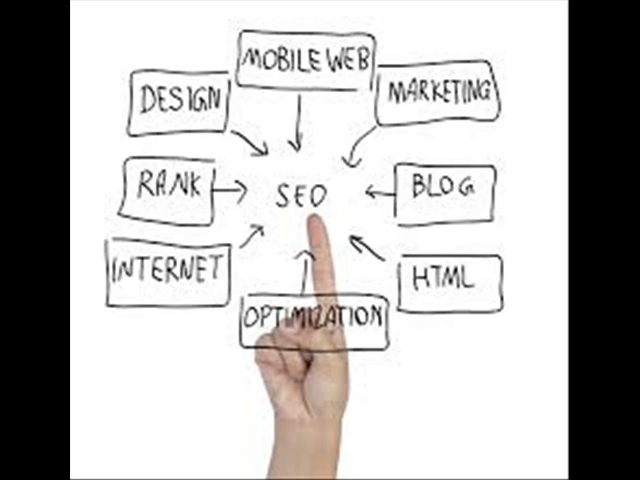 MOBILE WEB
DESIGN
MARKETING
RANK
SEO
BLOG
INTERNET
HTML
OPTIMIZATION